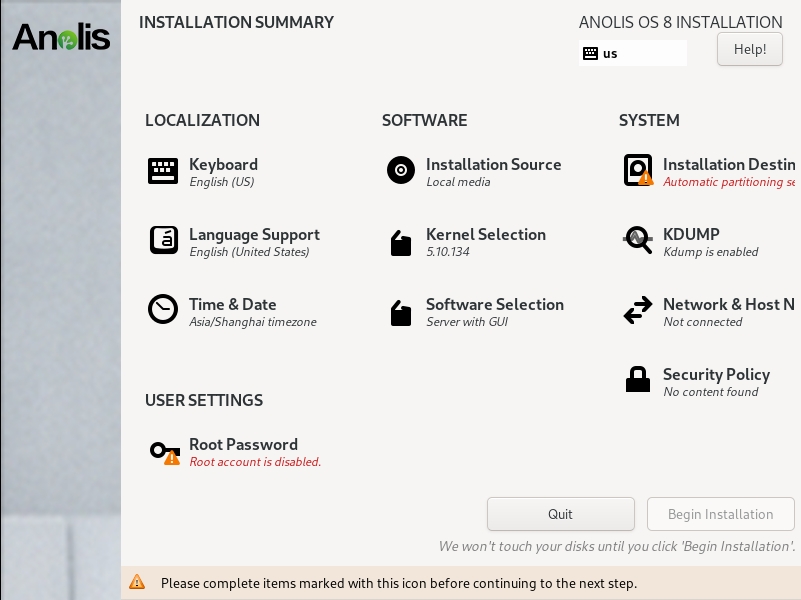 Anolis
INSTALLATION SUMMARY
ANOLIS OS 8 INSTALLATION
us
Help!
LOCALIZATION
Keyboard
English (US)
Language Support
English (United States)
Time & Date
Asia/Shanghai timezone
USER SETTINGS
Root Password
Root account is disabled.
SOFTWARE
Installation Source
Local media
Kernel Selection
5.10.134
Software Selection
Server with GUI
SYSTEM
Installation Destin
Automatic partitioning se
KDUMP
Kdump is enabled
Network & Host N
Not connected
Security Policy
No content found
Quit
Begin Installation
We won't touch your disks until you click 'Begin Installation'.
Please complete items marked with this icon before continuing to the next step.